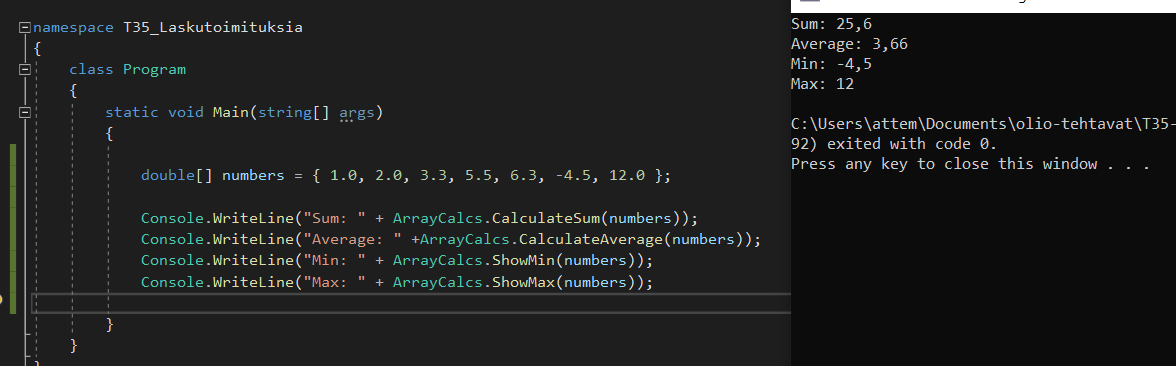 namespace T35_Laskutoimituksia
{
class Program
{
static void Main(string[] args)
{
double[] numbers = { 1.0, 2.0, 3.3, 5.5, 6.3, -4.5, 12.0 };
Console.WriteLine("Sum: " + ArrayCalcs.CalculateSum(numbers));
Console.WriteLine("Average: " +ArrayCalcs.CalculateAverage(numbers));
Console.WriteLine("Min: " + ArrayCalcs.ShowMin(numbers));
Console.WriteLine("Max: " + ArrayCalcs.ShowMax(numbers));
}
}
Sum: 25,6
Average: 3,66
Min: -4,5
Max: 12
C:\Users\attem\Documents\olio-tehtavat\T35-
92) exited with code 0.
Press any key to close this window . . .